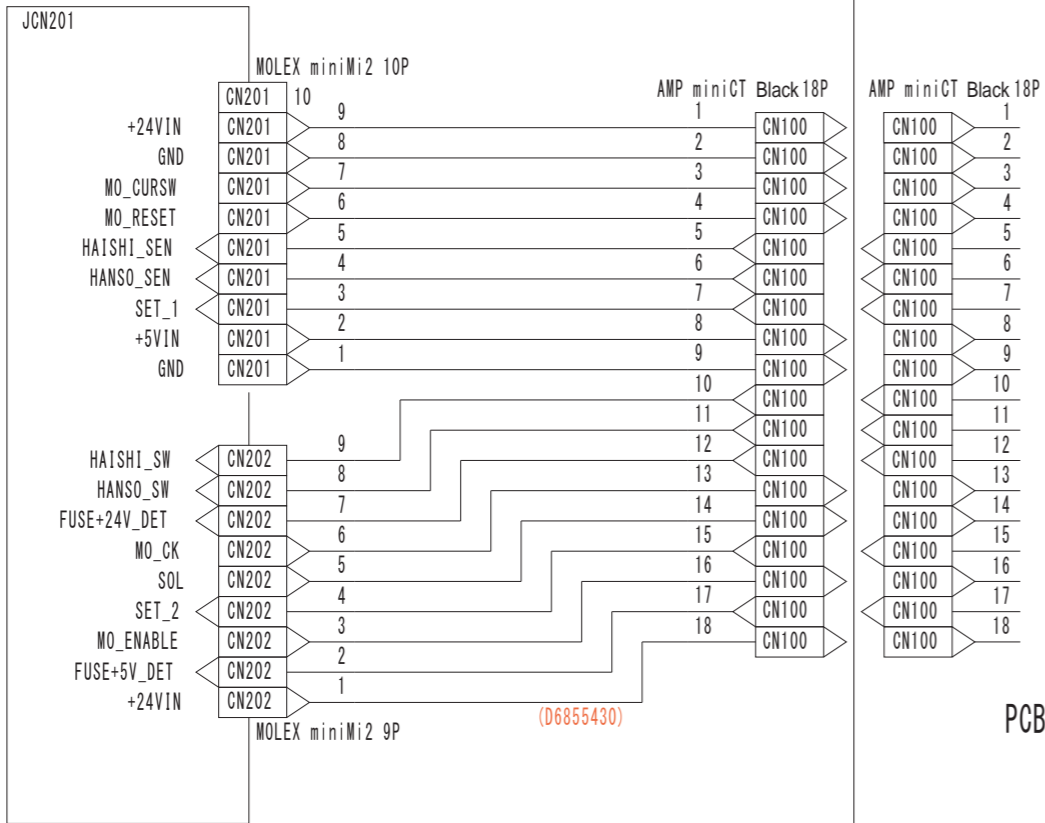 JCN201
MOLEX miniMi2 10P
AMP miniCT Black 18P AMP miniCT Black 18P
CN201 10
+24VIN CN201 9 1 CN100 CN100 1
GND CN201 8 2 CN100 CN100 2
MO_CURSW CN201 7 3 CN100 CN100 3
MO_RESET CN201 6 4 CN100 CN100 4
HAISHI_SEN CN201 5 5 CN100 CN100 5
HANSO_SEN CN201 4 6 CN100 CN100 6
SET_1 CN201 3 7 CN100 CN100 7
+5VIN CN201 2 8 CN100 CN100 8
GND CN201 1 9 CN100 CN100 9
10 CN100 CN100 10
11 CN100 CN100 11
HAISHI_SW CN202 9 12 CN100 CN100 12
HANSO_SW CN202 8 13 CN100 CN100 13
FUSE+24V_DET CN202 7 14 CN100 CN100 14
MO_CK CN202 6 15 CN100 CN100 15
SOL CN202 5 16 CN100 CN100 16
SET_2 CN202 4 17 CN100 CN100 17
MO_ENABLE CN202 3 18 CN100 CN100 18
FUSE+5V_DET CN202 2
+24VIN CN202 1
(D6855430)
PCB
MOLEX miniMi2 9P